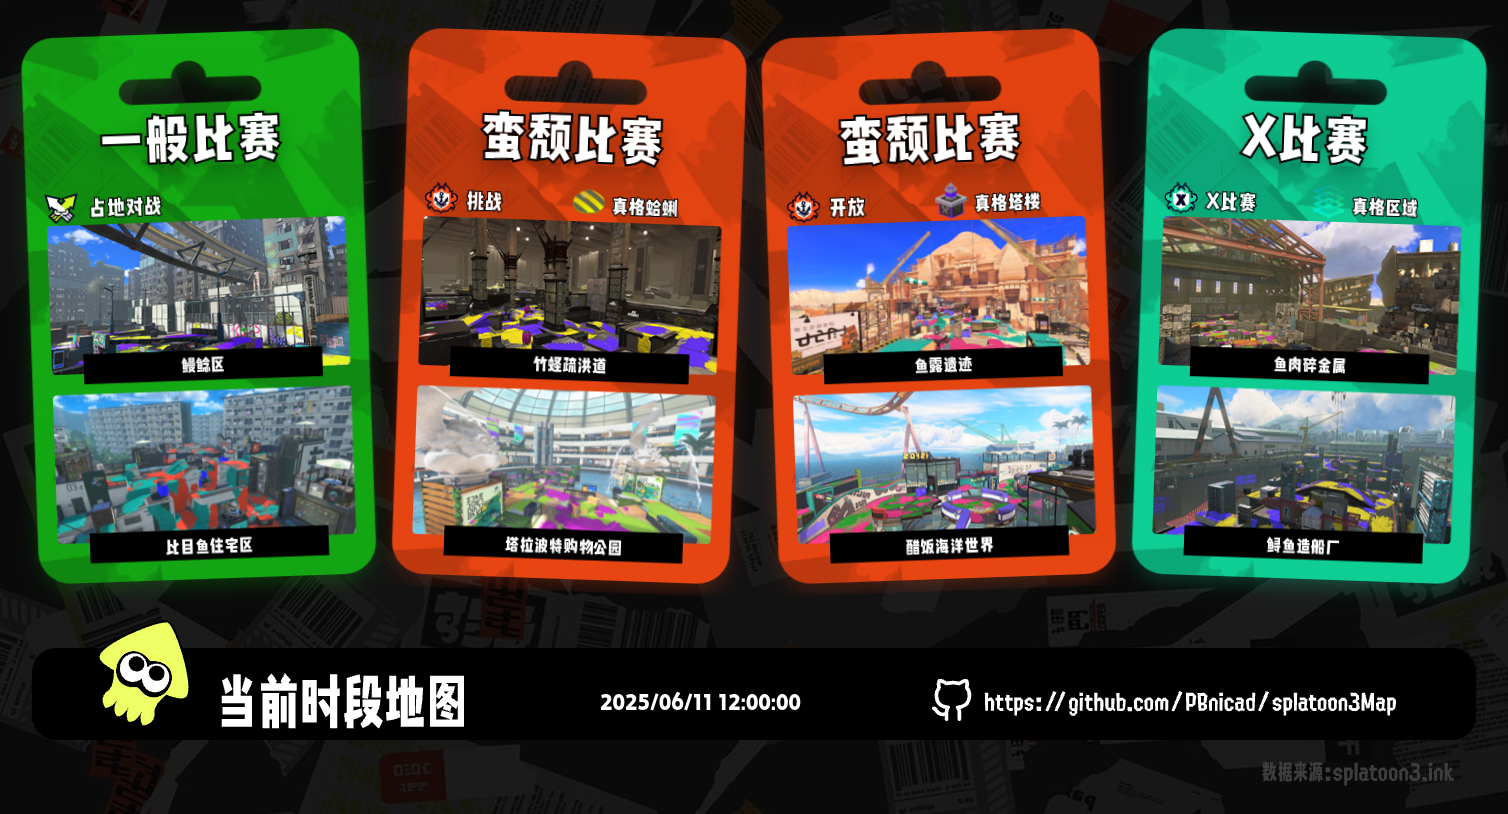 一般比赛
占地对战
鳗鲶区
比目鱼住宅区
蛮颓比赛
挑战
真格蛤蜊
竹蛏疏洪道
塔拉波特购物公园
蛮颓比赛
开放
真格塔楼
鱼露遗迹
醋饭海洋世界
X比赛
X比赛
真格区域
鱼肉碎金属
鲟鱼造船厂
当前时段地图
2025/06/11 12:00:00
https://github.com/PBnicad/splatoon3Map
数据来源:splatoon3.ink